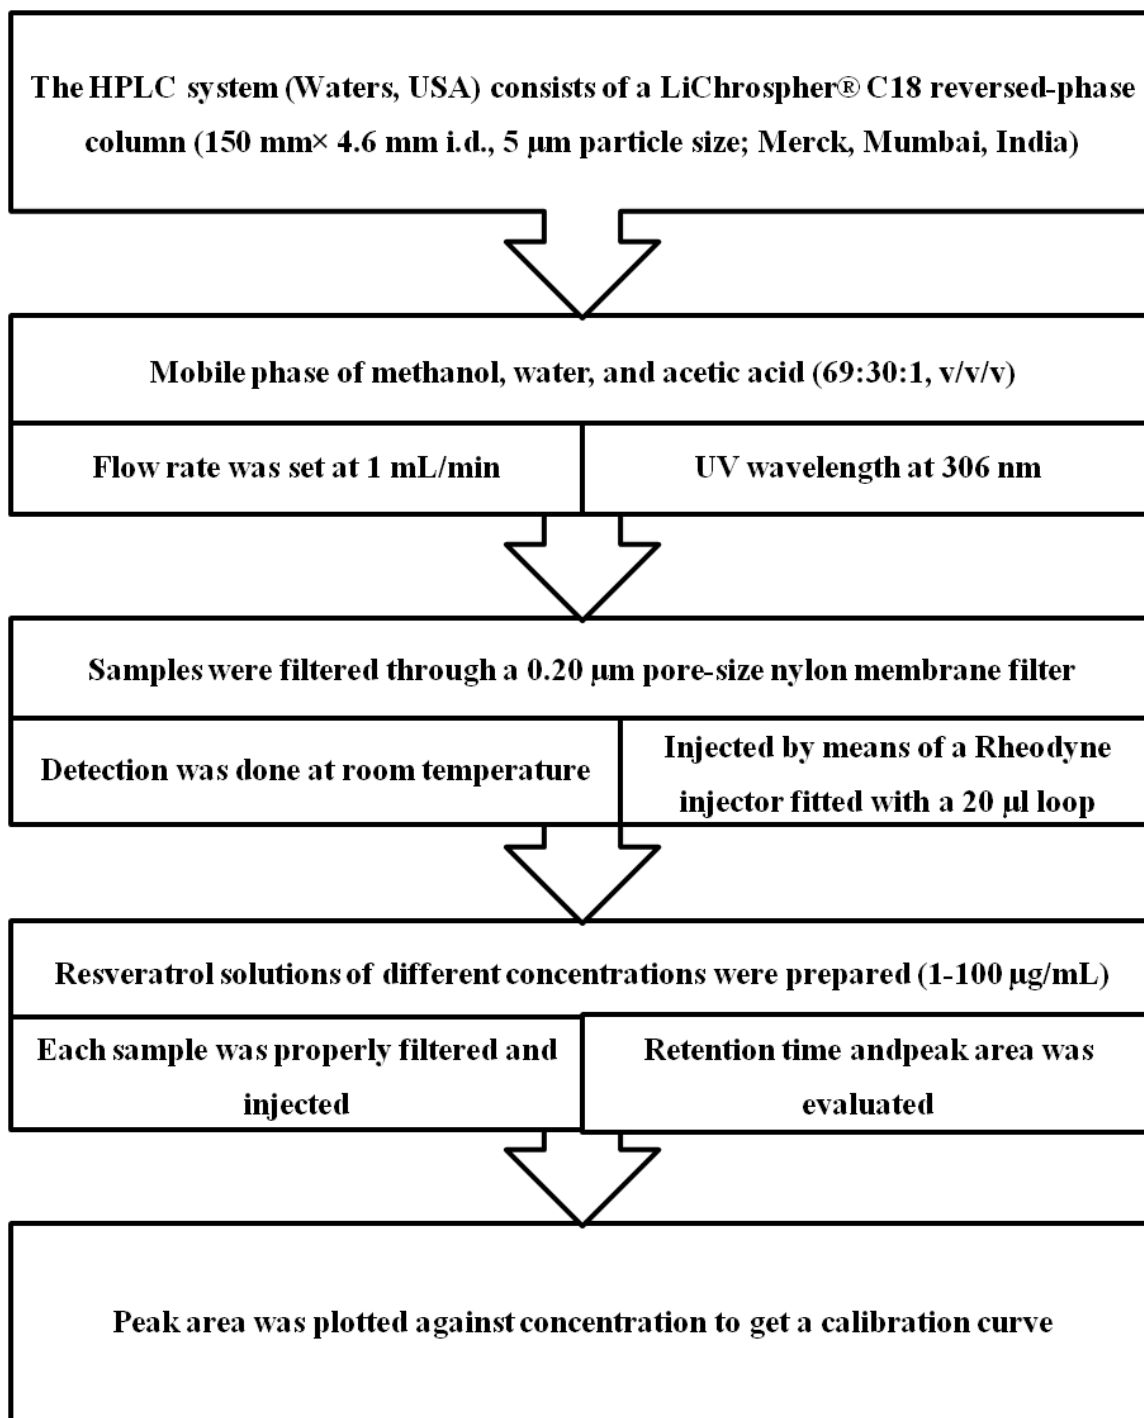 The HPLC system (Waters, USA) consists of a LiChrospher® C18 reversed-phase
column (150 mm× 4.6 mm i.d., 5 µm particle size; Merck, Mumbai, India)
Mobile phase of methanol, water, and acetic acid (69:30:1, v/v/v)
Flow rate was set at 1 mL/min
UV wavelength at 306 nm
Samples were filtered through a 0.20 µm pore-size nylon membrane filter
Detection was done at room temperature
Injected by means of a Rheodyne
injector fitted with a 20 µl loop
Resveratrol solutions of different concentrations were prepared (1-100 µg/mL)
Each sample was properly filtered and
injected
Retention time andpeak area was
evaluated
Peak area was plotted against concentration to get a calibration curve